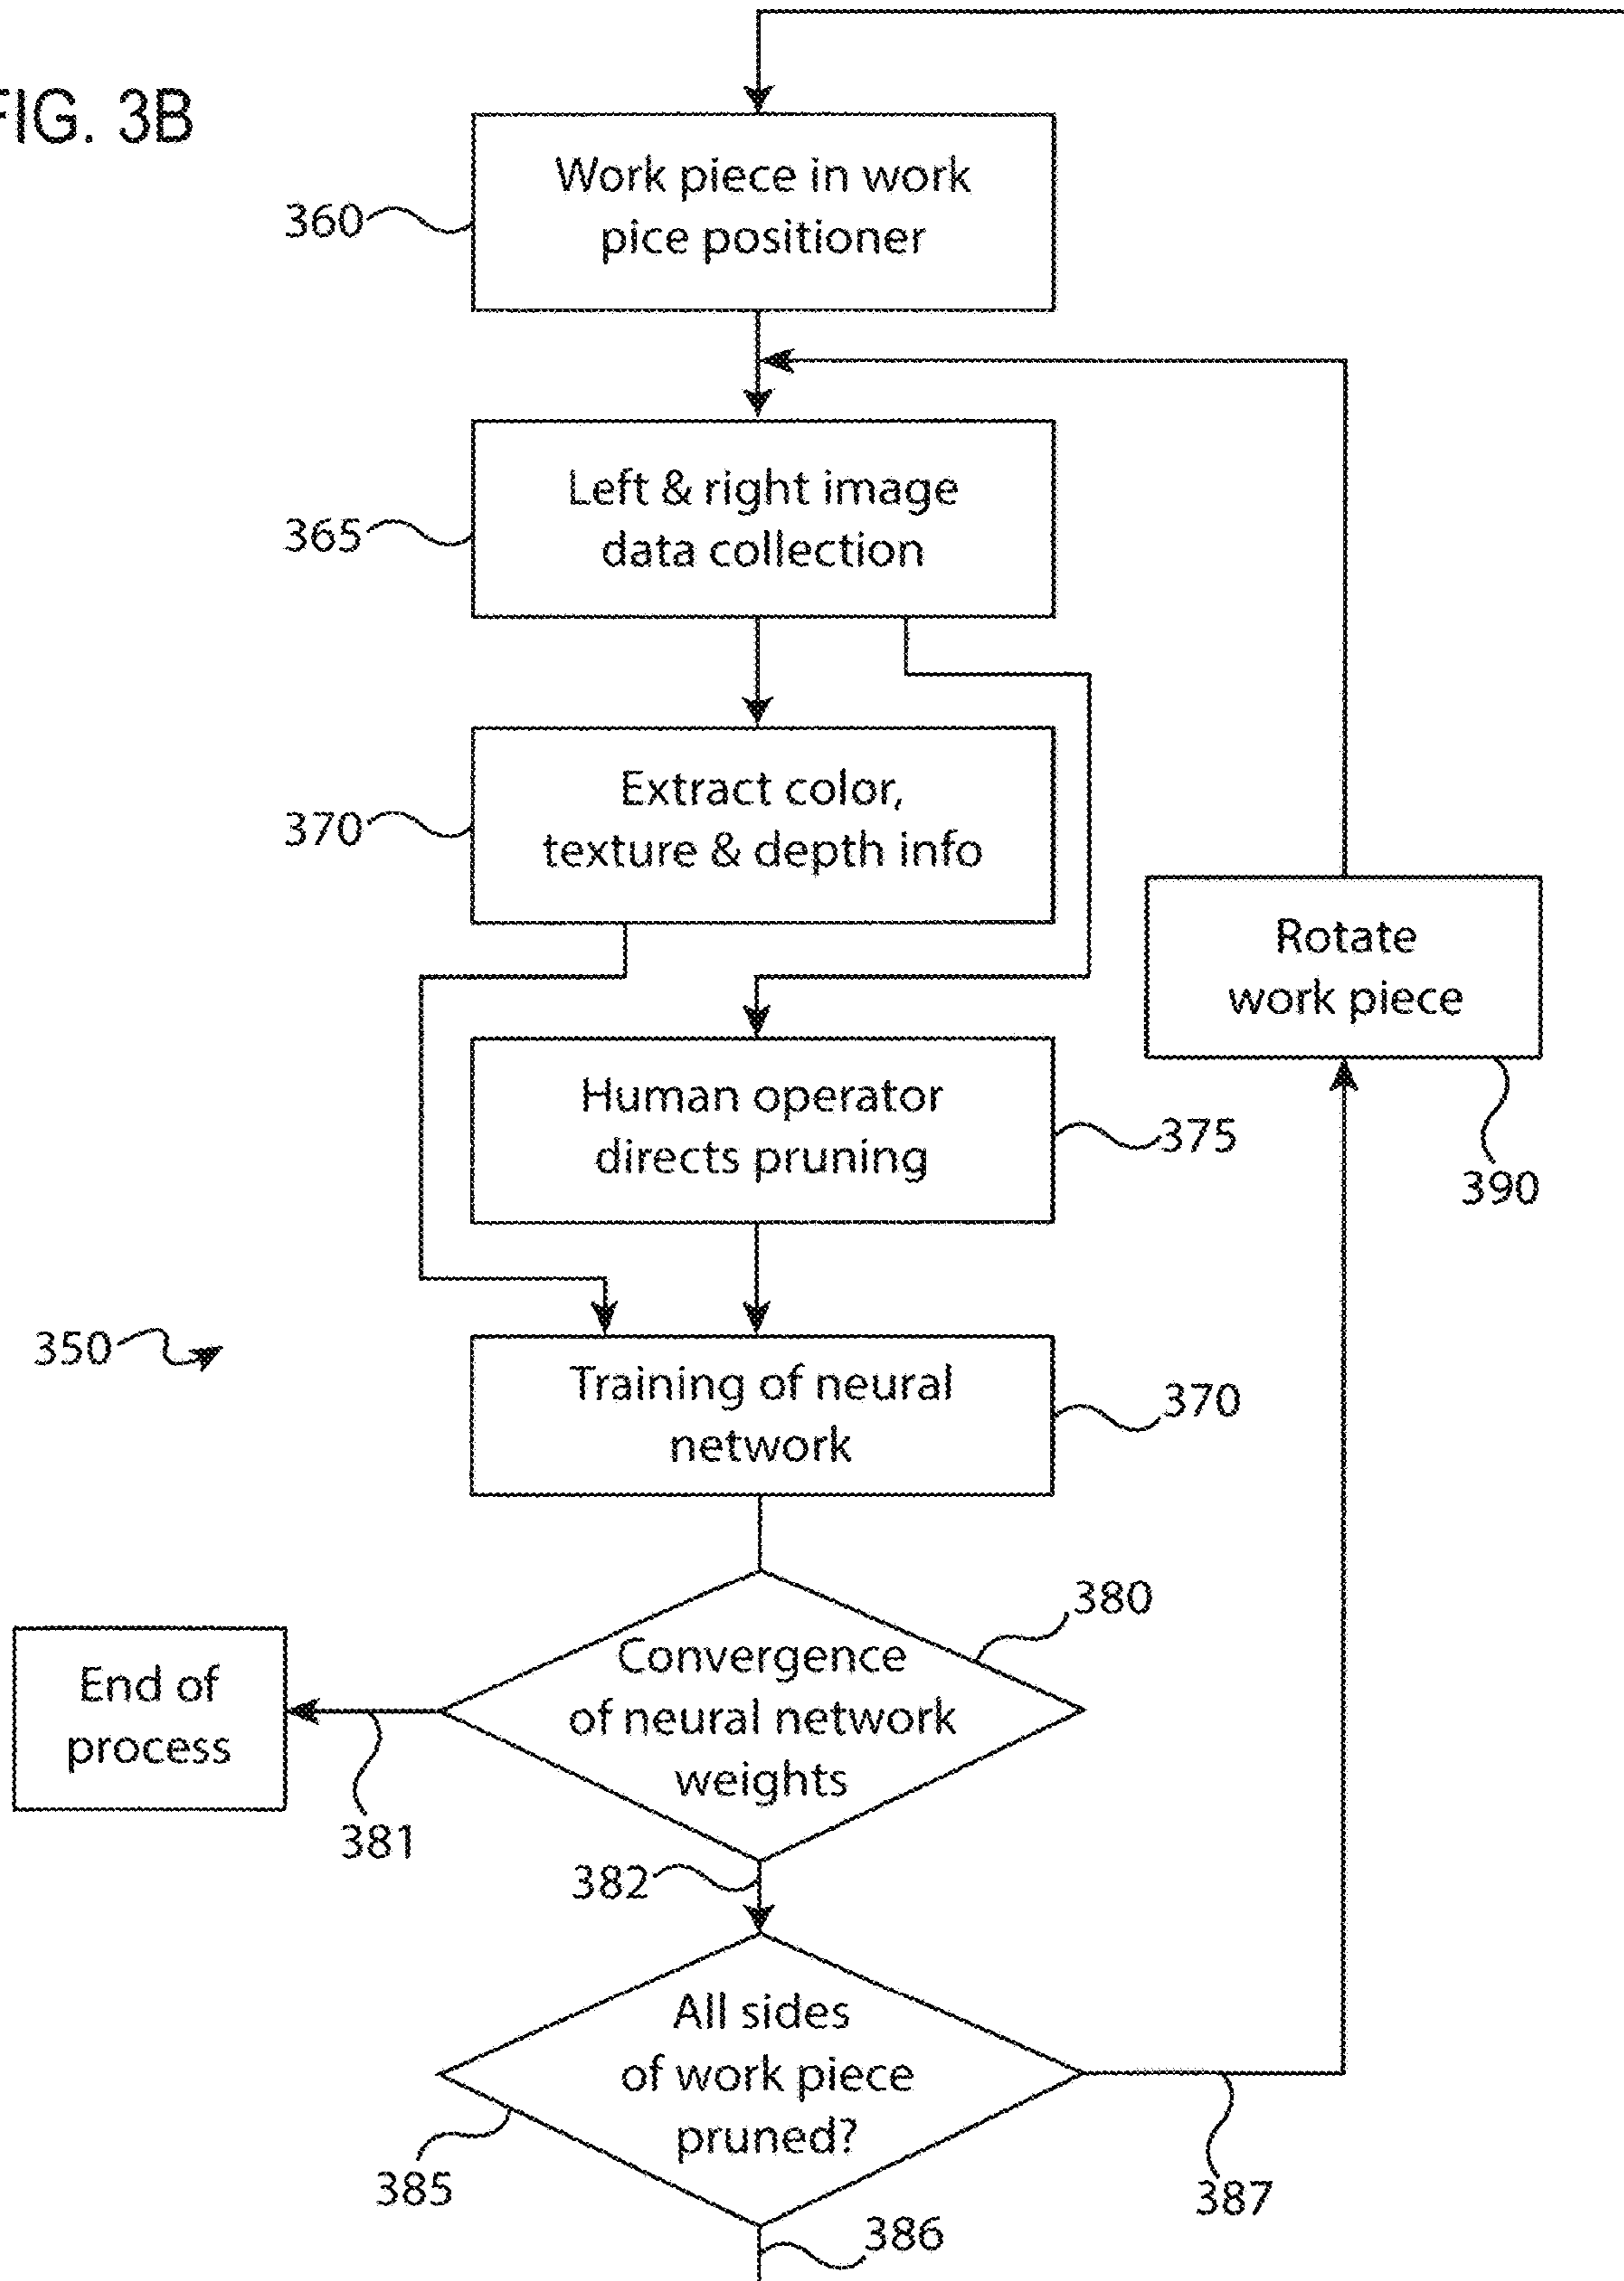 FIG. 3B
Work piece in work
pice positioner
360
Left & right image
data collection
365
Extract color,
texture & depth info
370
Rotate
work piece
390
Human operator
directs pruning
375
350
Training of neural
network
370
380
Convergence
of neural network
weights
End of
process
381
382
All sides
of work piece
pruned?
385
387
386